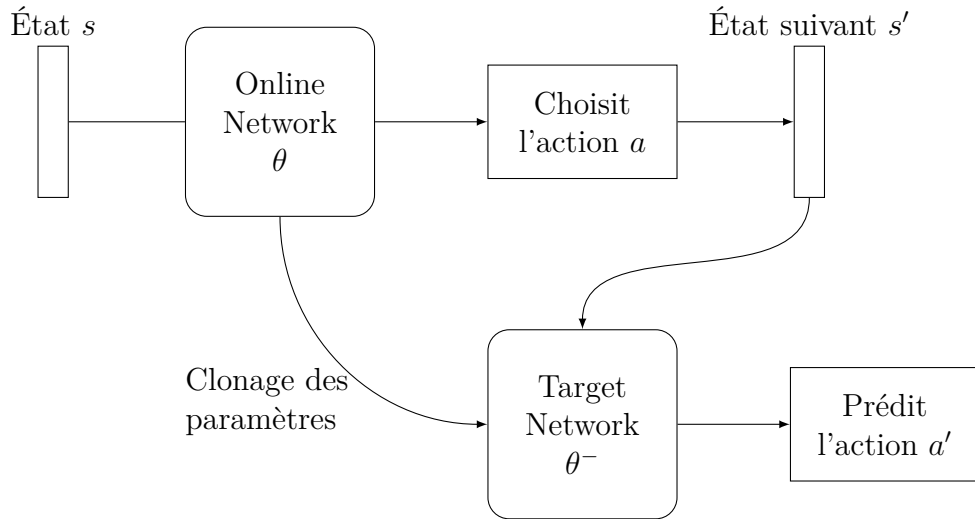 État s
Online
Network
θ
Choisit
l'action a
État suivant s′
Clonage des
paramètres
Target
Network
θ⁻
Prédit
l'action a′